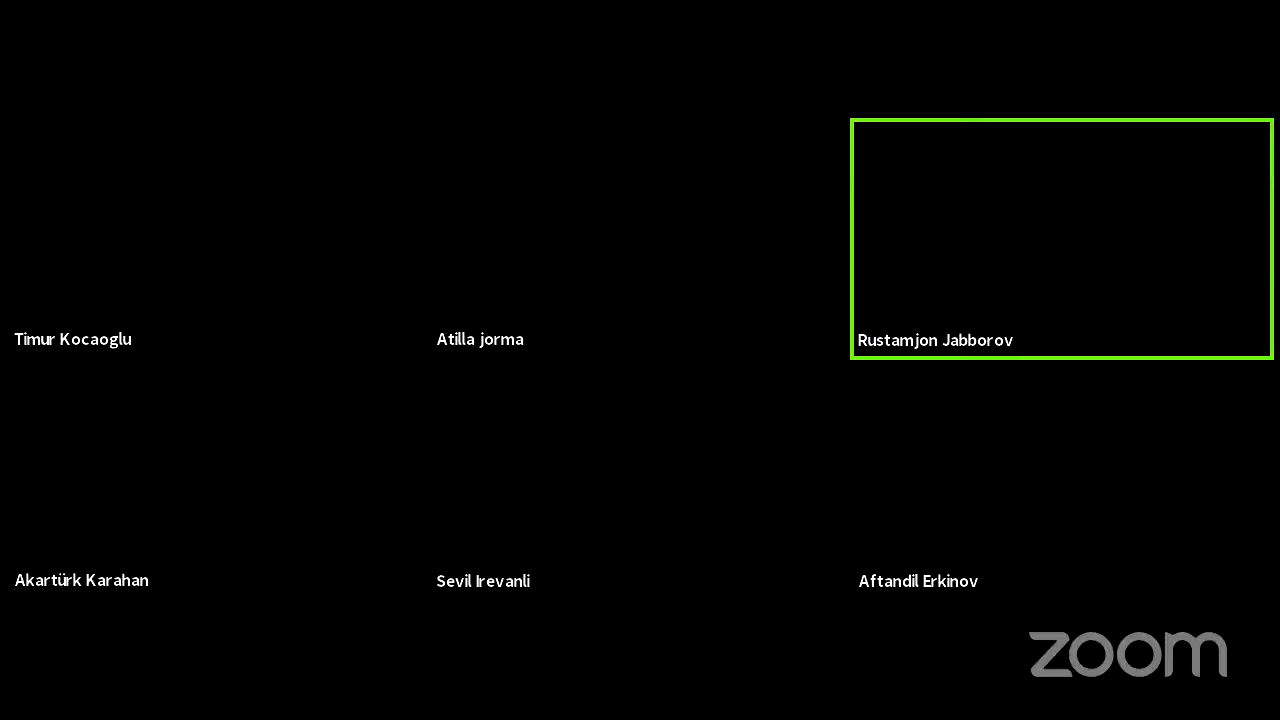 Timur Kocaoglu
Atilla jorma
Rustamjon Jabborov
Akartürk Karahan
Sevil Irevanli
Aftandil Erkinov
zoom